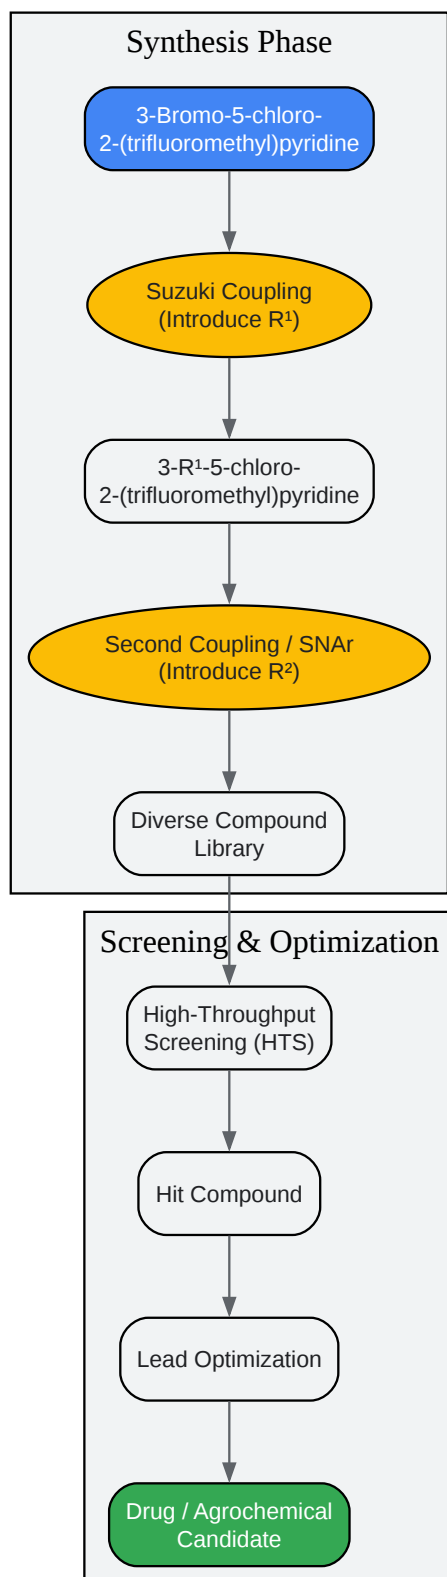 Synthesis Phase
3-Bromo-5-chloro-
2-(trifluoromethyl)pyridine
Suzuki Coupling
(Introduce R¹)
3-R¹-5-chloro-
2-(trifluoromethyl)pyridine
Second Coupling / SNAr
(Introduce R²)
Diverse Compound
Library
Screening & Optimization
High-Throughput
Screening (HTS)
Hit Compound
Lead Optimization
Drug / Agrochemical
Candidate